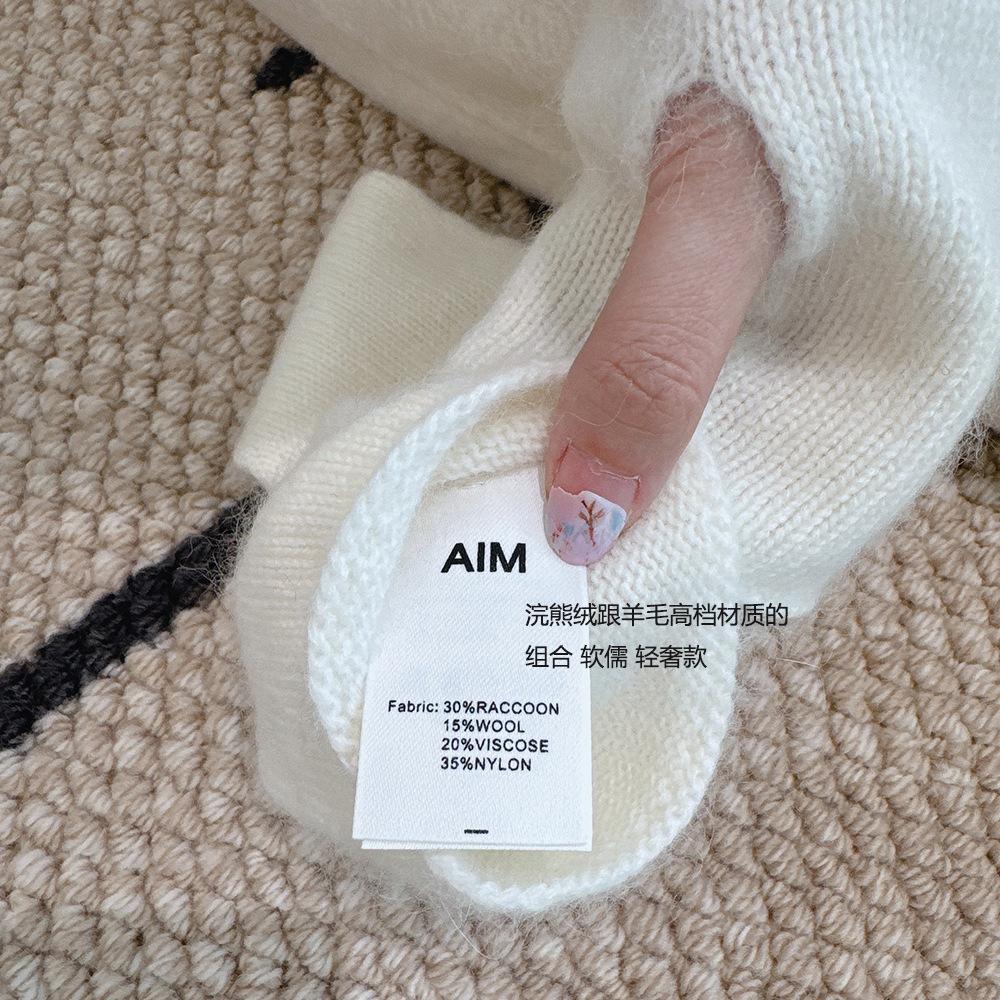 AIM
浣熊绒跟羊毛高档材质的
组合 软儒 轻奢款
Fabric: 30%RACCOON
15%WOOL
20%VISCOSE
35%NYLON